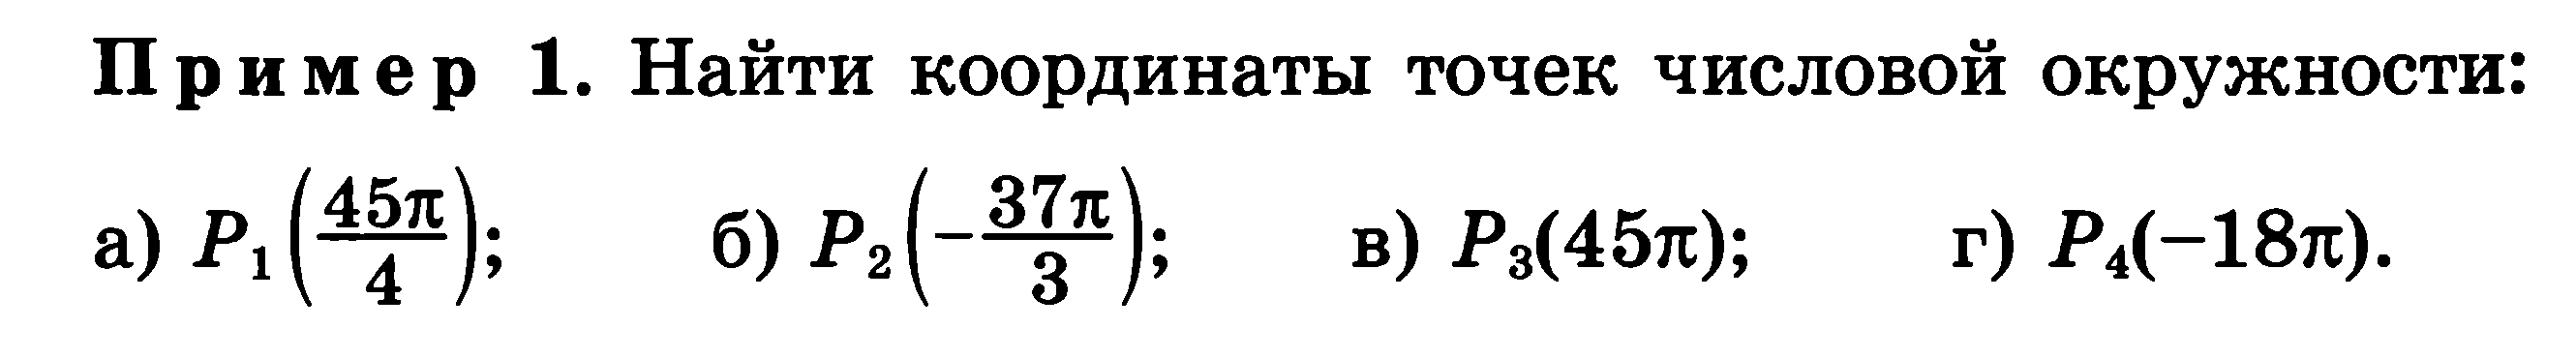 Пример 1. Найти координаты точек числовой окружности:
а) P₁(45π/4); б) P₂(−37π/3); в) P₃(45π); г) P₄(−18π).